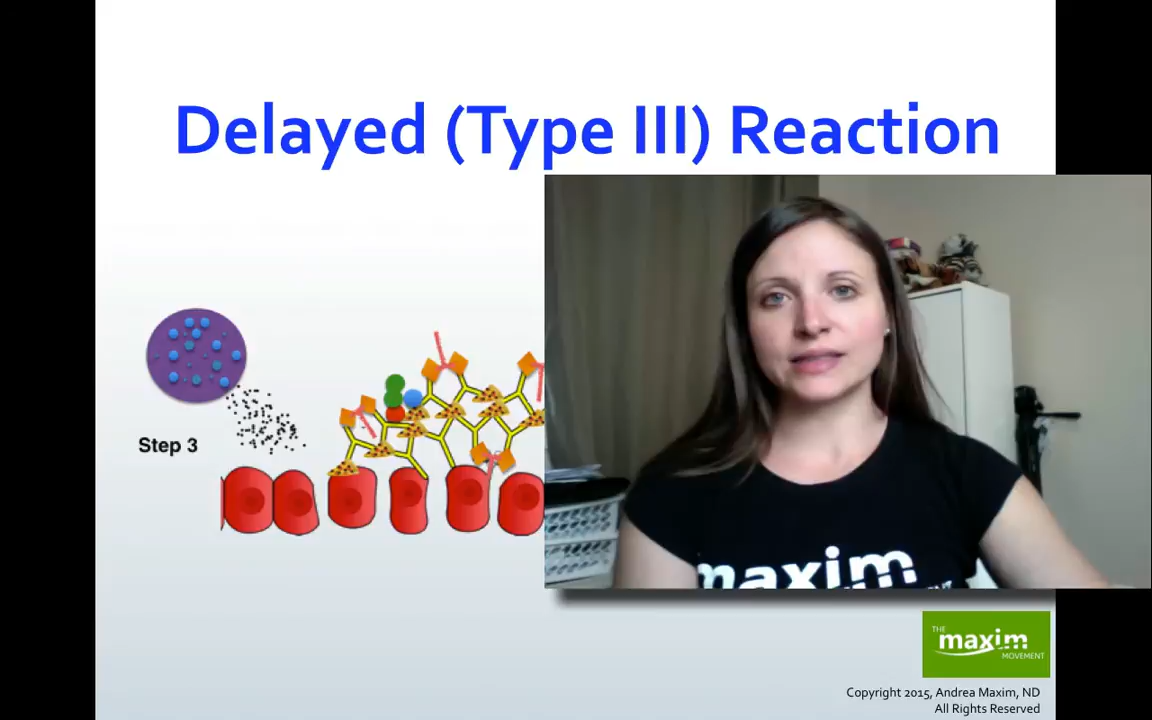 Delayed (Type III) Reaction
Step 3
maxim
THE
maxim
MOVEMENT
Copyright 2015, Andrea Maxim, ND
All Rights Reserved